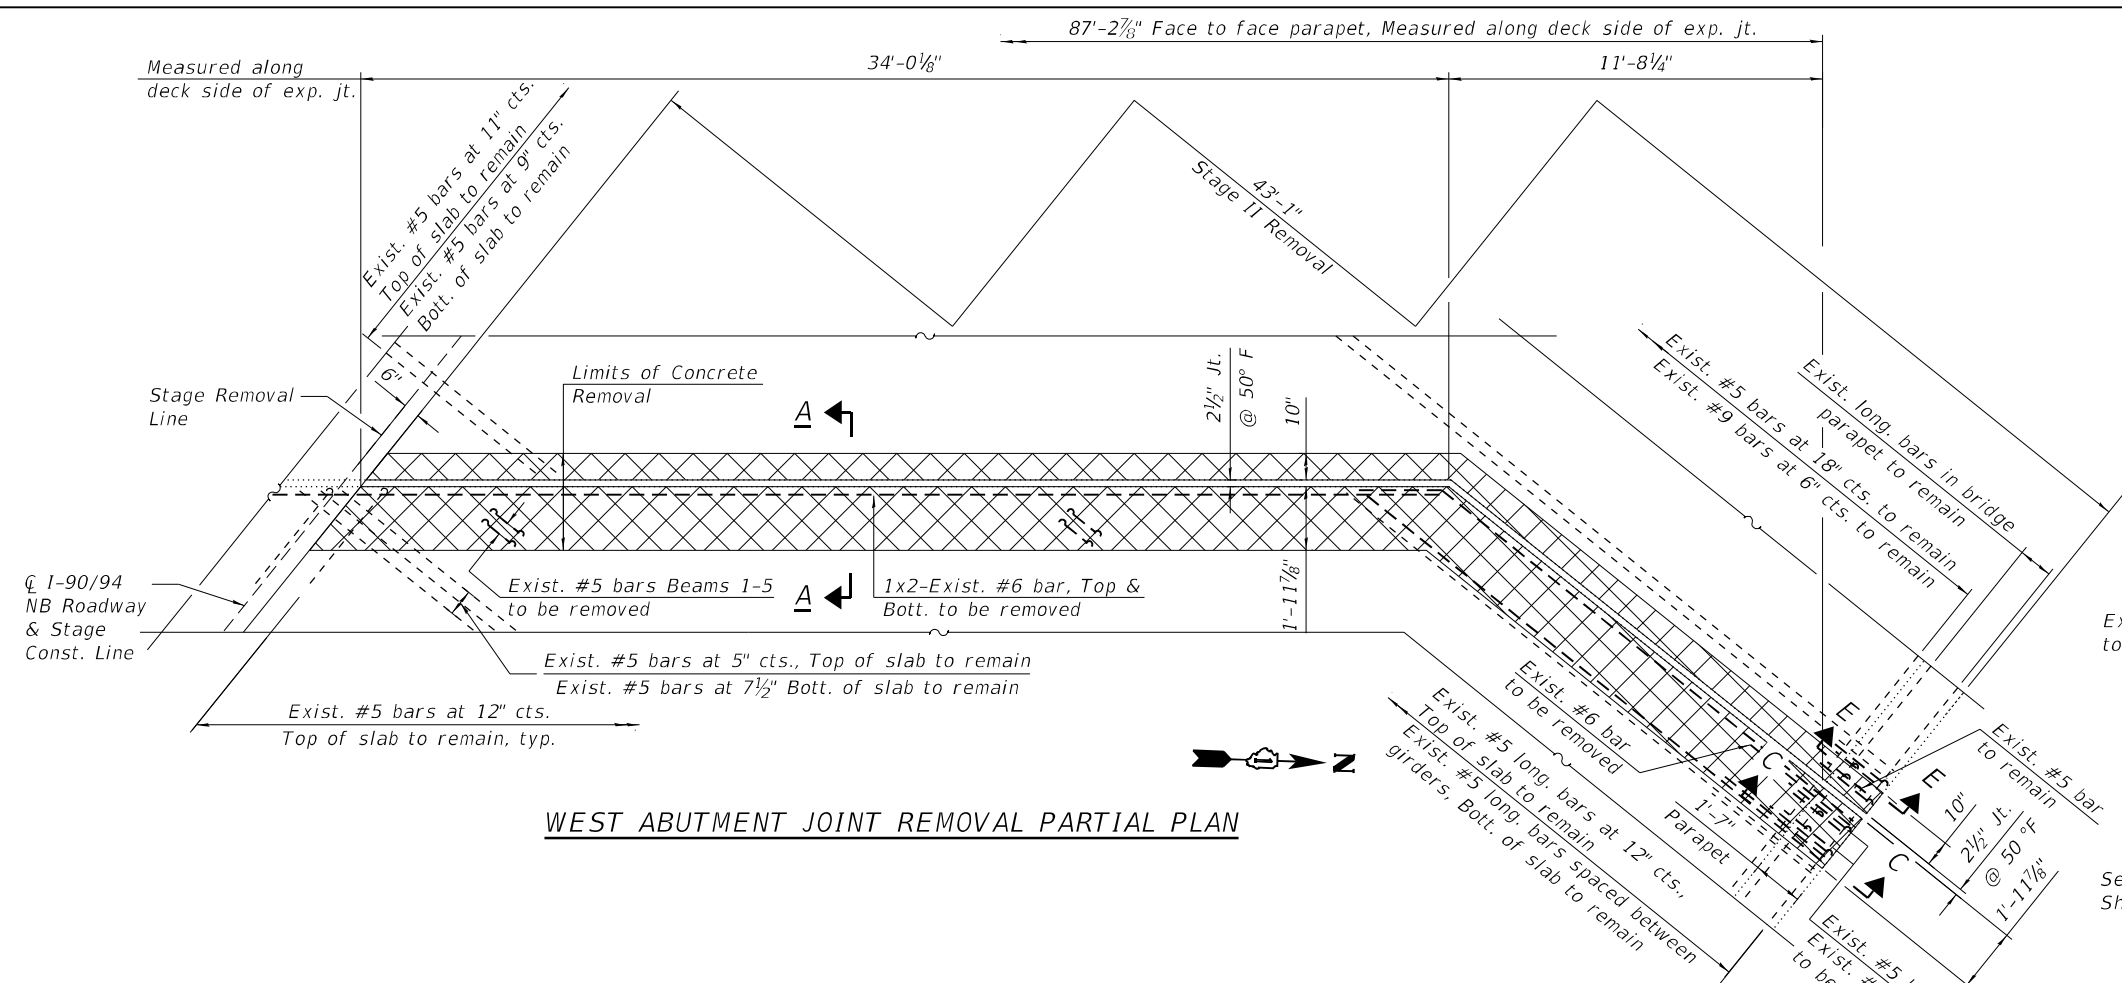 87'-2⅞" Face to face parapet, Measured along deck side of exp. jt.
Measured along
deck side of exp. jt.
34'-0⅛"
11'-8¼"
Exist. #5 bars at 11" cts.
Top of slab to remain
Exist. #5 bars at 9" cts.
Bott. of slab to remain
43'-1"
Stage II Removal
6"
Stage Removal
Line
Limits of Concrete
Removal
A
2½" Jt.
@ 50° F
10"
Exist. long. bars in bridge
parapet to remain
Exist. #5 bars at 18" cts. to remain
Exist. #9 bars at 6" cts. to remain
℄ I-90/94
NB Roadway
& Stage
Const. Line
Exist. #5 bars Beams 1-5
to be removed
A
1x2-Exist. #6 bar, Top &
Bott. to be removed
1'-11⅞"
Exist. #5 bars at 5" cts., Top of slab to remain
Exist. #5 bars at 7½" Bott. of slab to remain
Exist. #5 bars at 12" cts.
Top of slab to remain, typ.
N
Exist. #6 bar
to be removed
Exist. #5 long. bars at 12" cts.,
Top of slab to remain
Exist. #5 long. bars spaced between
girders, Bott. of slab to remain
1'-7"
Parapet
C
E
E
C
Exist. #5 bar
to remain
10"
2½" Jt.
@ 50 °F
1'-11⅞"
Exist. #5
Exist. #
to be
Ex
to
Se
Sh
WEST ABUTMENT JOINT REMOVAL PARTIAL PLAN